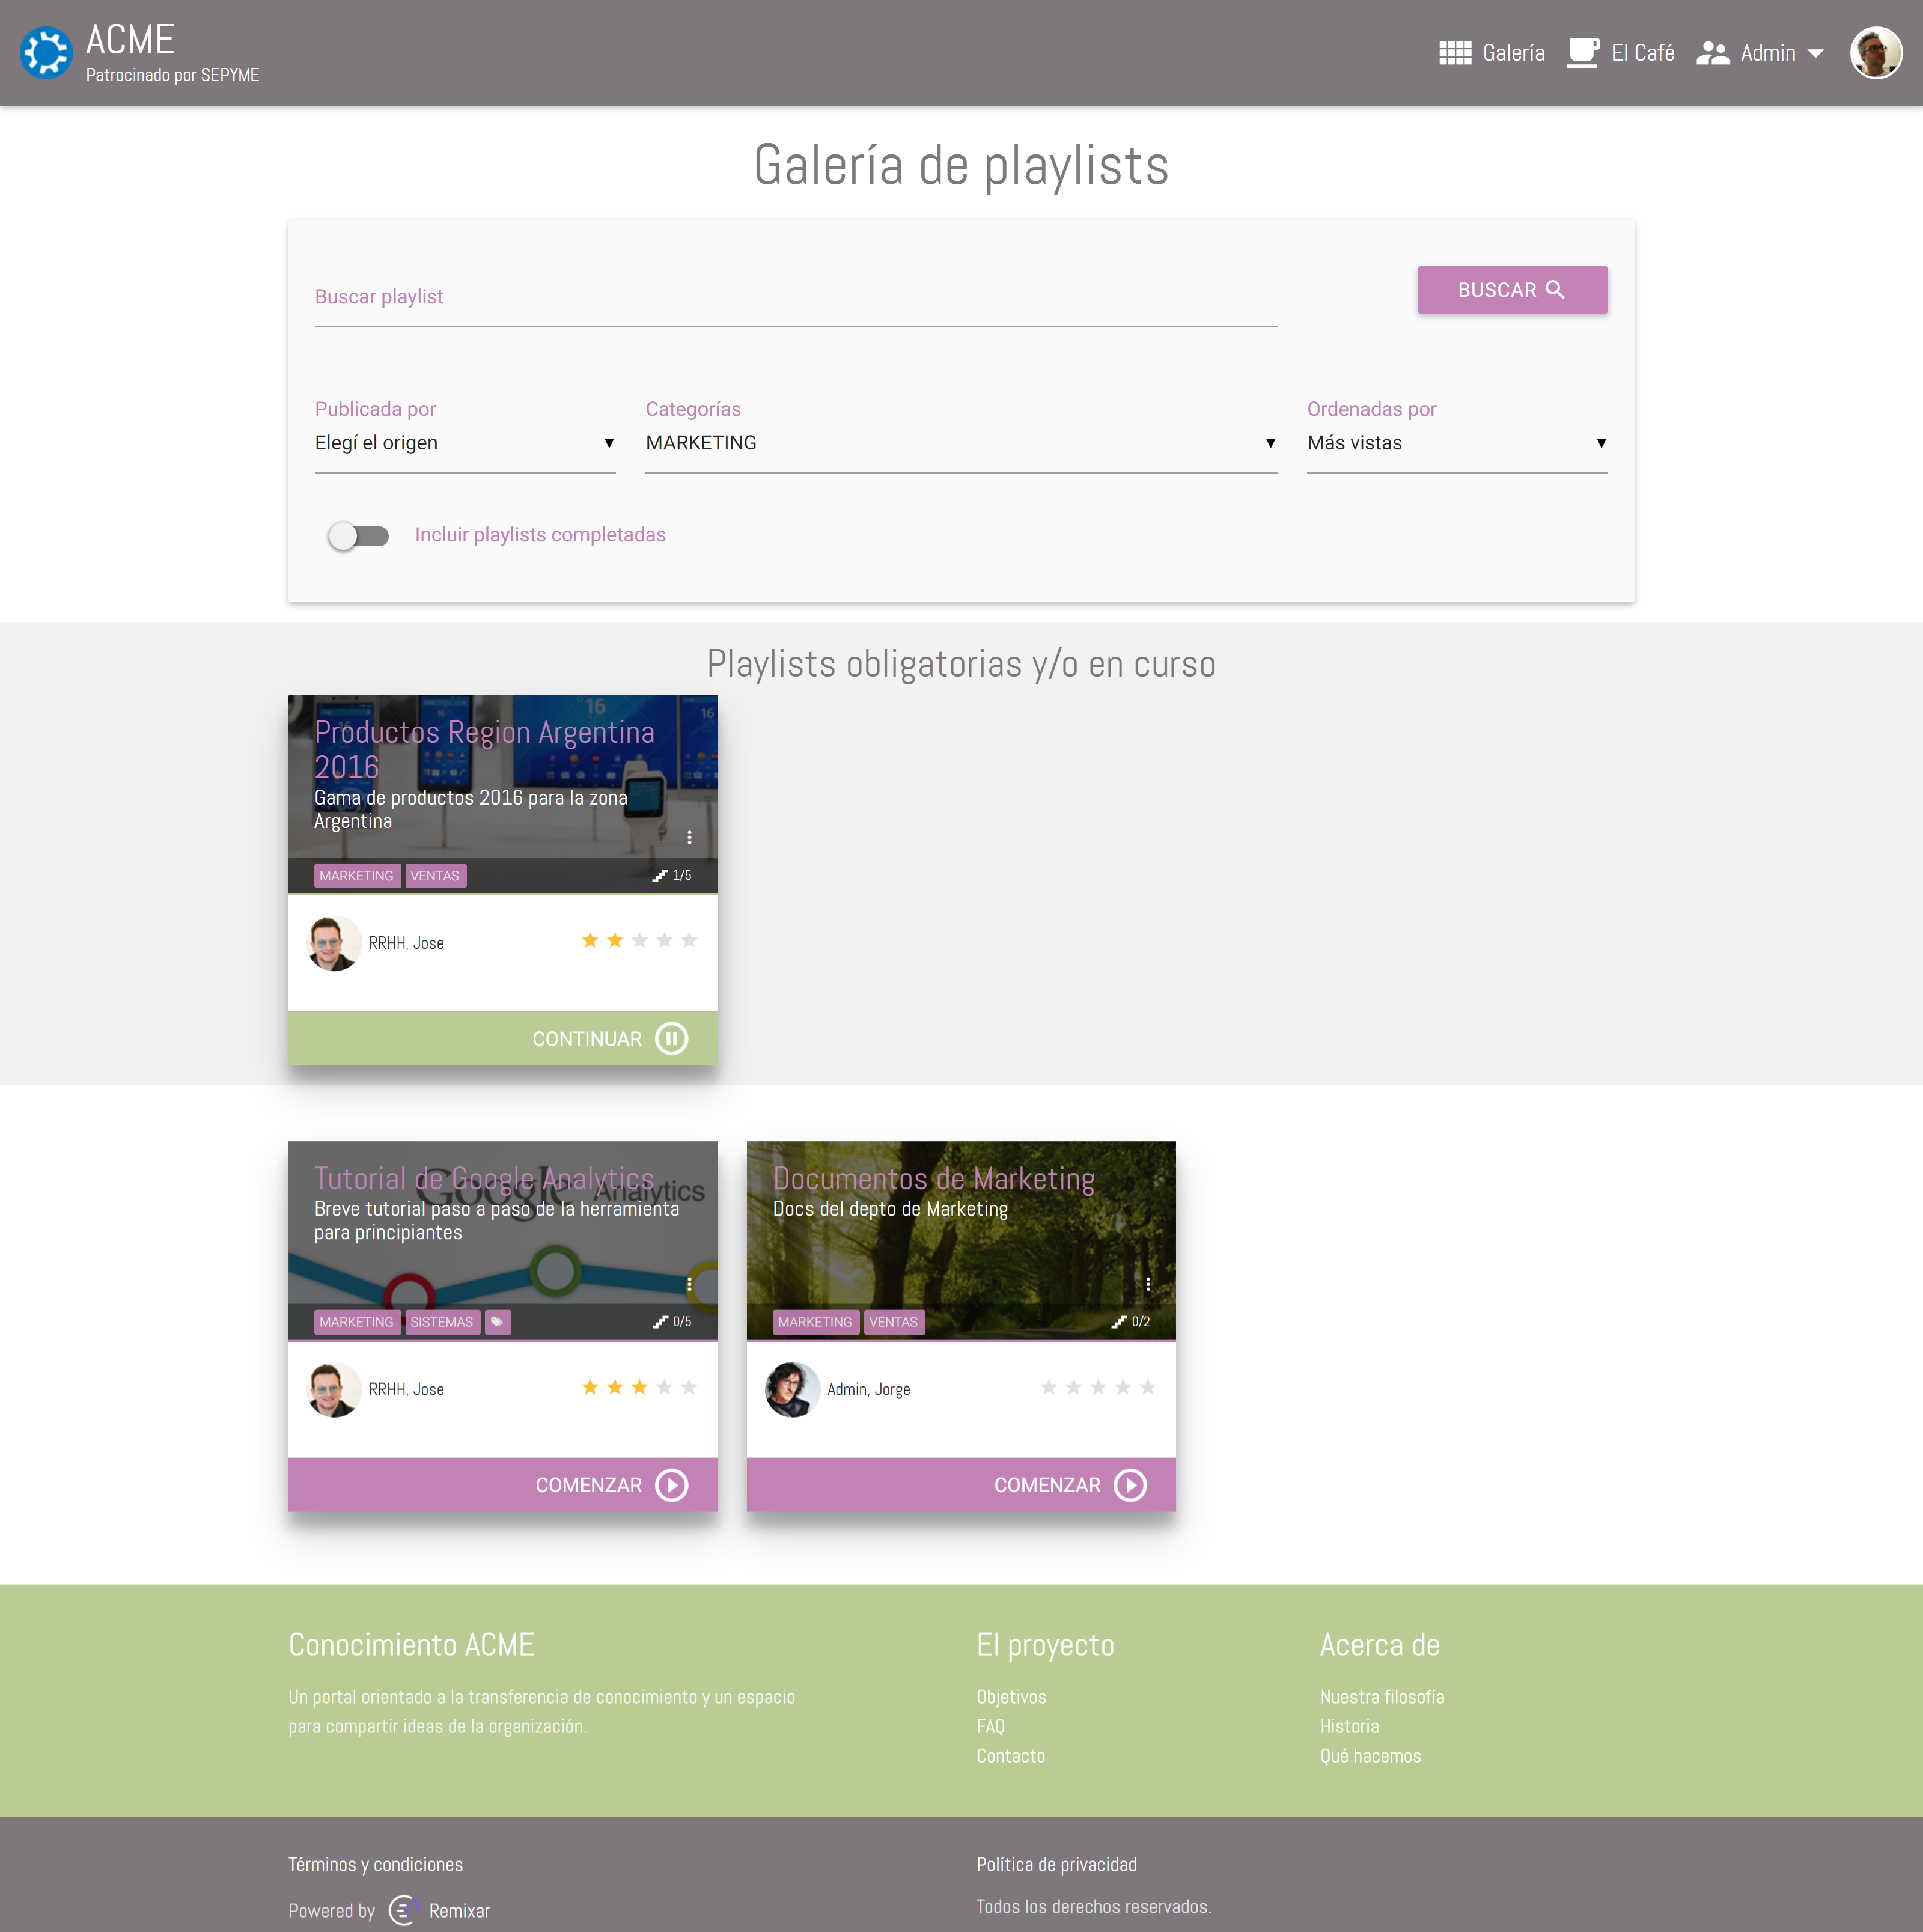 ACME
Patrocinado por SEPYME
Galería
El Café
Admin
Galería de playlists
Buscar playlist
BUSCAR
Publicada por
Categorías
Ordenadas por
Elegí el origen
MARKETING
Más vistas
Incluir playlists completadas
Playlists obligatorias y/o en curso
16
16
16
Productos Region Argentina
2016
Gama de productos 2016 para la zona
Argentina
MARKETING VENTAS 1/5
RRHH, Jose
CONTINUAR
Tutorial de Google Analytics
Google Analytics
Breve tutorial paso a paso de la herramienta
para principiantes
MARKETING SISTEMAS 0/5
RRHH, Jose
COMENZAR
Documentos de Marketing
Docs del depto de Marketing
MARKETING VENTAS 0/2
Admin, Jorge
COMENZAR
Conocimiento ACME
Un portal orientado a la transferencia de conocimiento y un espacio
para compartir ideas de la organización.
El proyecto
Objetivos
FAQ
Contacto
Acerca de
Nuestra filosofía
Historia
Qué hacemos
Términos y condiciones
Política de privacidad
Powered by Remixar
Todos los derechos reservados.